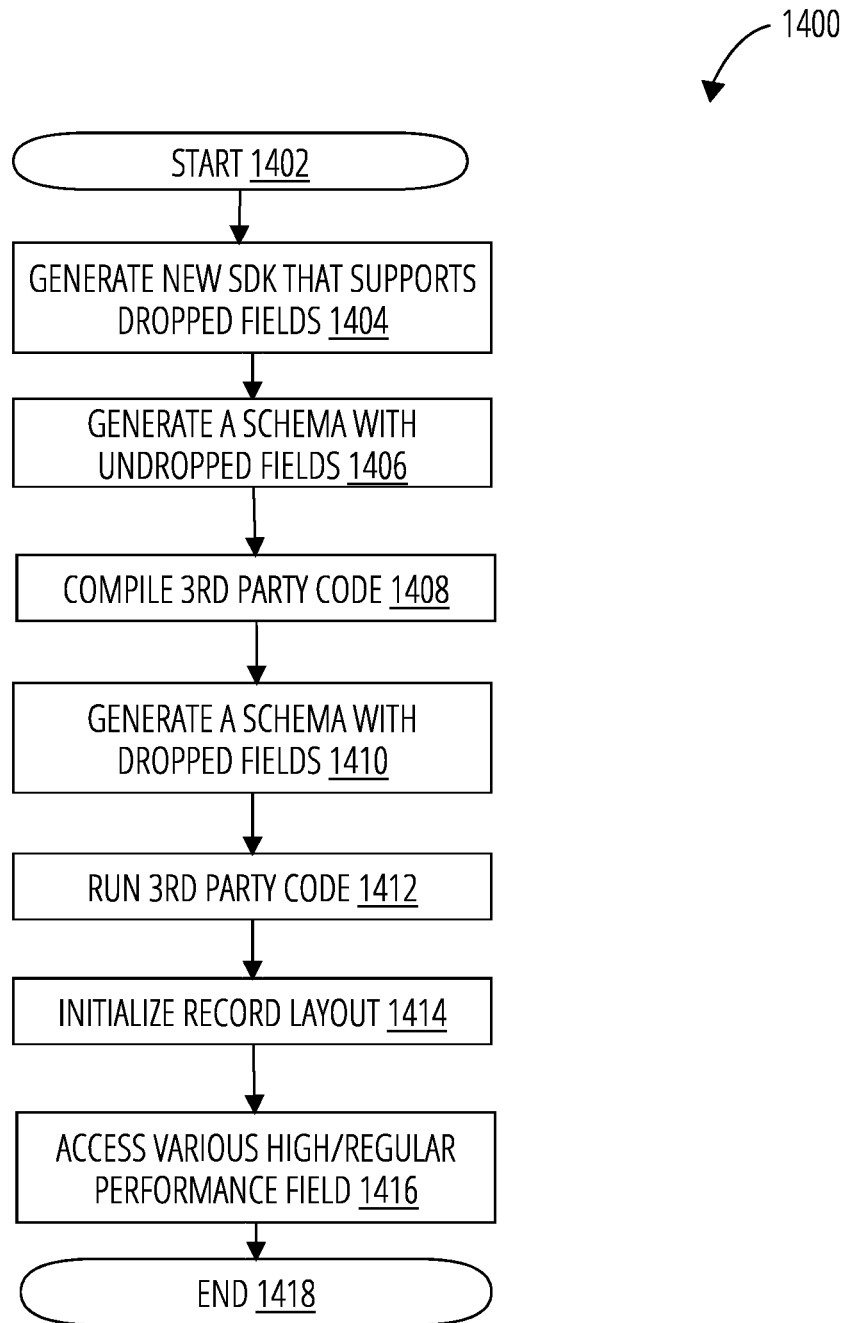 1400
START 1402
GENERATE NEW SDK THAT SUPPORTS
DROPPED FIELDS 1404
GENERATE A SCHEMA WITH
UNDROPPED FIELDS 1406
COMPILE 3RD PARTY CODE 1408
GENERATE A SCHEMA WITH
DROPPED FIELDS 1410
RUN 3RD PARTY CODE 1412
INITIALIZE RECORD LAYOUT 1414
ACCESS VARIOUS HIGH/REGULAR
PERFORMANCE FIELD 1416
END 1418